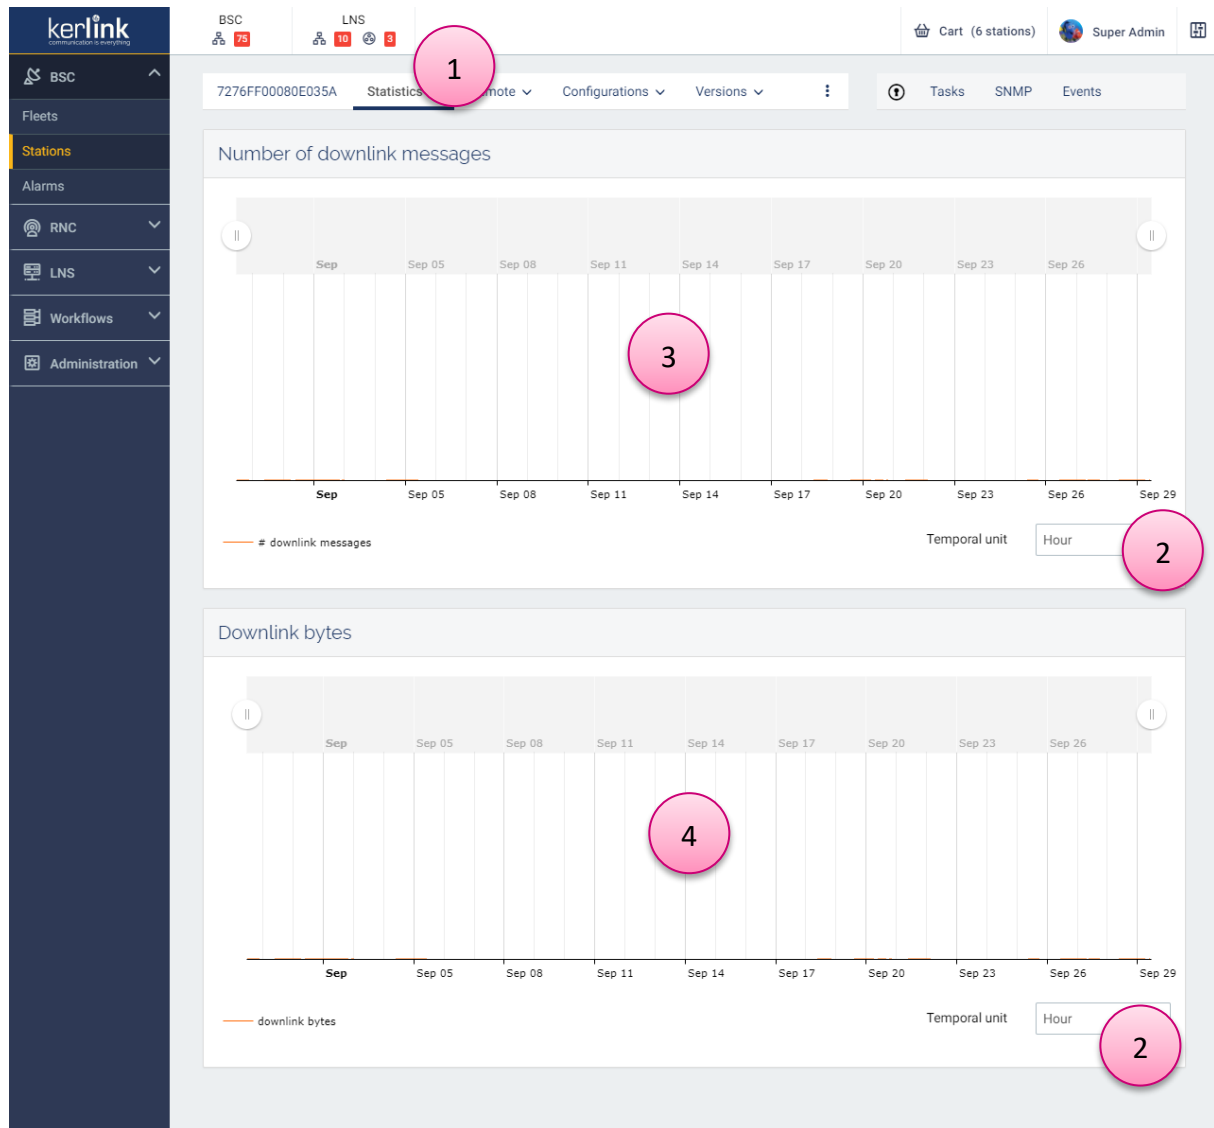 kerlink
communication is everything
BSC
75
LNS
10
3
Cart (6 stations)
Super Admin
BSC
Fleets
Stations
Alarms
RNC
LNS
Workflows
Administration
7276FF00080E035A
Statistics
1
mote
Configurations
Versions
Tasks
SNMP
Events
Number of downlink messages
Sep
Sep 05
Sep 08
Sep 11
Sep 14
Sep 17
Sep 20
Sep 23
Sep 26
3
Sep
Sep 05
Sep 08
Sep 11
Sep 14
Sep 17
Sep 20
Sep 23
Sep 26
Sep 29
# downlink messages
Temporal unit
Hour
2
Downlink bytes
Sep
Sep 05
Sep 08
Sep 11
Sep 14
Sep 17
Sep 20
Sep 23
Sep 26
4
Sep
Sep 05
Sep 08
Sep 11
Sep 14
Sep 17
Sep 20
Sep 23
Sep 26
Sep 29
downlink bytes
Temporal unit
Hour
2